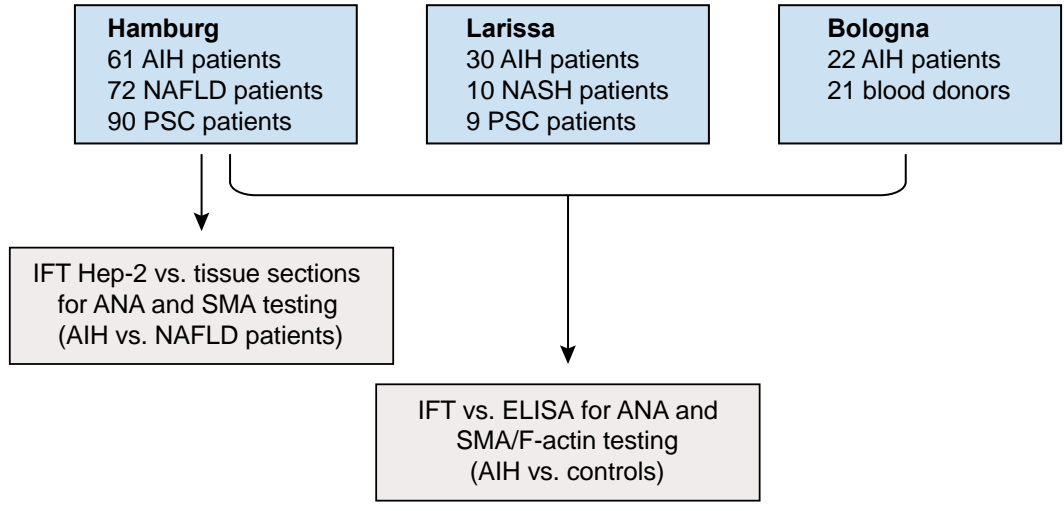 Hamburg
61 AIH patients
72 NAFLD patients
90 PSC patients
Larissa
30 AIH patients
10 NASH patients
9 PSC patients
Bologna
22 AIH patients
21 blood donors
IFT Hep-2 vs. tissue sections
for ANA and SMA testing
(AIH vs. NAFLD patients)
IFT vs. ELISA for ANA and
SMA/F-actin testing
(AIH vs. controls)